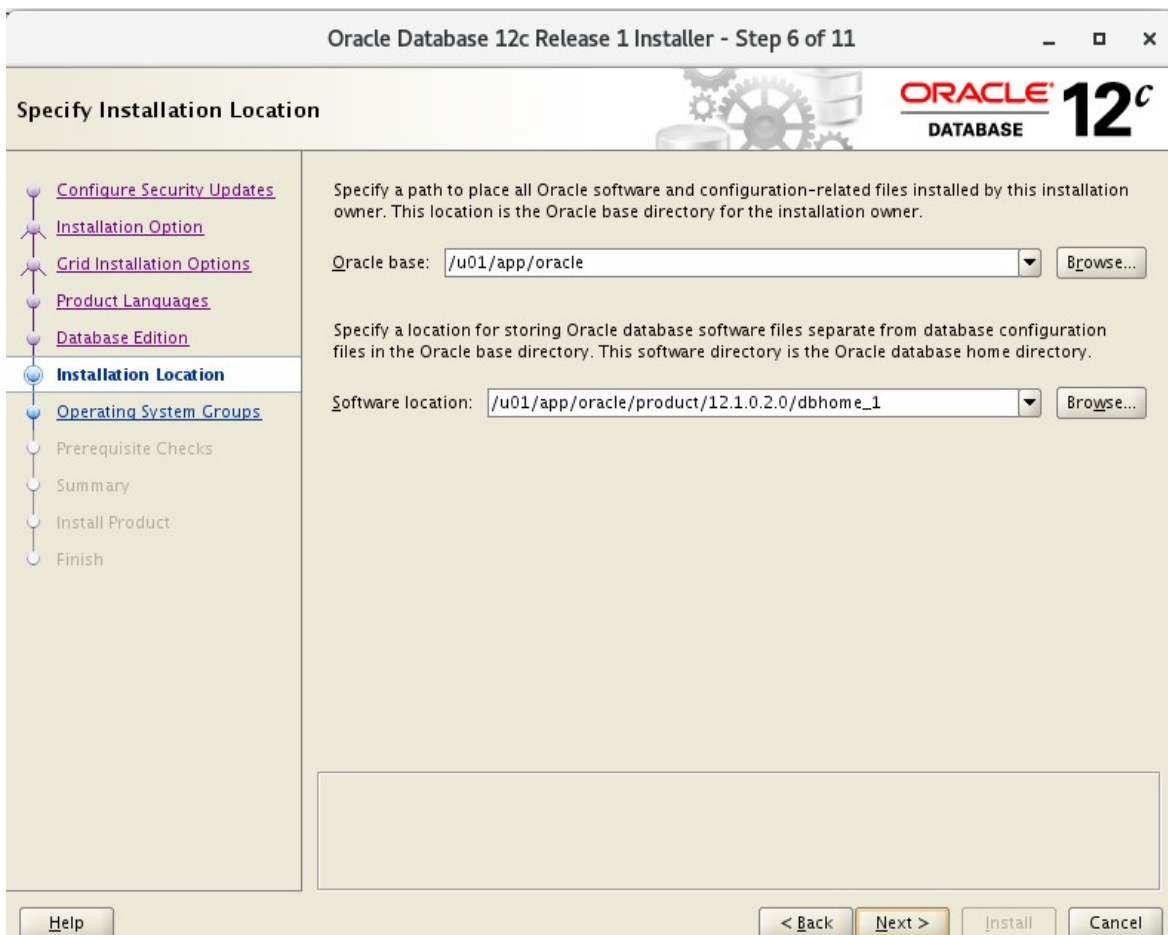 Oracle Database 12c Release 1 Installer - Step 6 of 11
Specify Installation Location
ORACLE
DATABASE
12c
Configure Security Updates
Installation Option
Grid Installation Options
Product Languages
Database Edition
Installation Location
Operating System Groups
Prerequisite Checks
Summary
Install Product
Finish
Specify a path to place all Oracle software and configuration-related files installed by this installation
owner. This location is the Oracle base directory for the installation owner.
Oracle base: /u01/app/oracle Browse...
Specify a location for storing Oracle database software files separate from database configuration
files in the Oracle base directory. This software directory is the Oracle database home directory.
Software location: /u01/app/oracle/product/12.1.0.2.0/dbhome_1 Browse...
Help < Back Next > Install Cancel